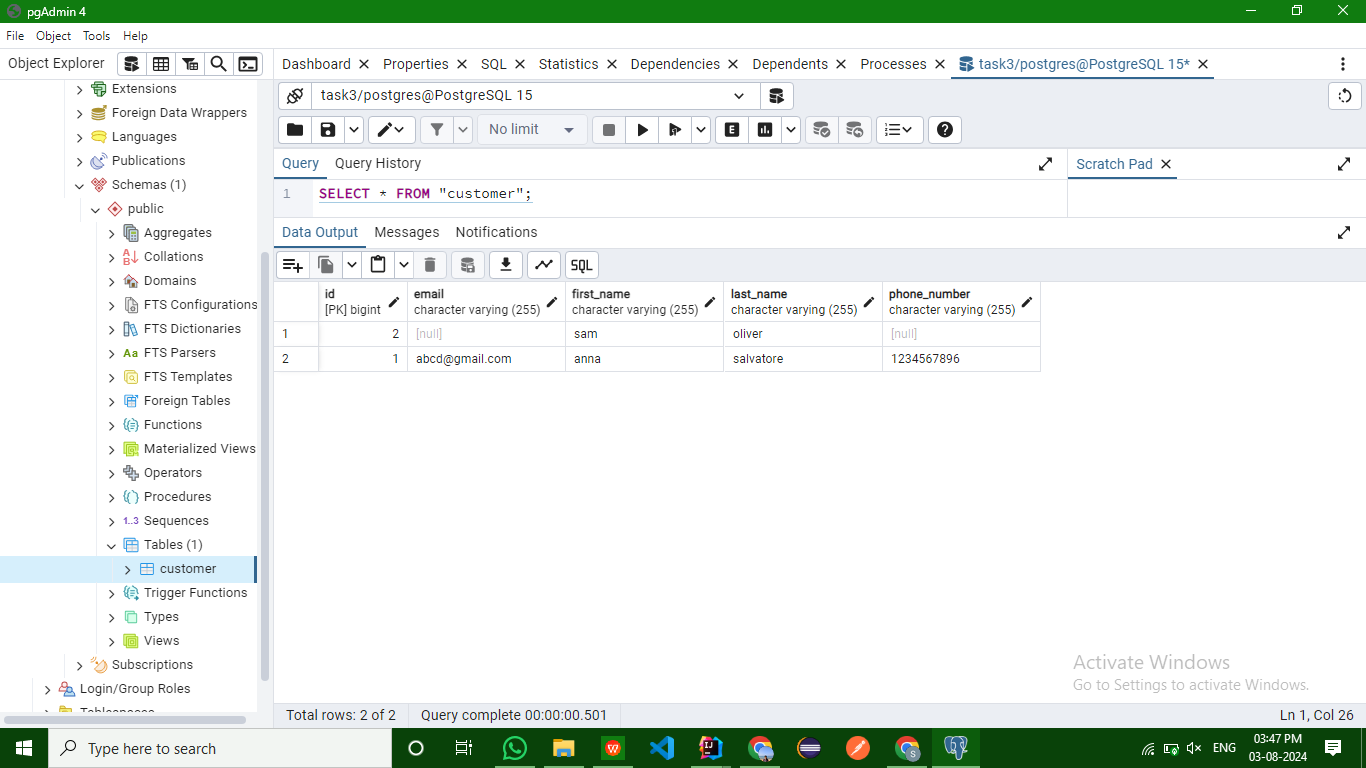 pgAdmin 4
File Object Tools Help
Object Explorer
Dashboard Properties SQL Statistics Dependencies Dependents Processes task3/postgres@PostgreSQL 15*
task3/postgres@PostgreSQL 15
No limit
E
Query Query History
Scratch Pad
1 SELECT * FROM "customer";
Data Output Messages Notifications
SQL
id email first_name last_name phone_number
[PK] bigint character varying (255) character varying (255) character varying (255) character varying (255)
1 2 [null] sam oliver [null]
2 1 abcd@gmail.com anna salvatore 1234567896
Extensions
Foreign Data Wrappers
Languages
Publications
Schemas (1)
public
Aggregates
Collations
Domains
FTS Configurations
FTS Dictionaries
Aa FTS Parsers
FTS Templates
Foreign Tables
Functions
Materialized Views
Operators
Procedures
1..3 Sequences
Tables (1)
customer
Trigger Functions
Types
Views
Subscriptions
Login/Group Roles
Tablespaces
Activate Windows
Go to Settings to activate Windows.
Total rows: 2 of 2 Query complete 00:00:00.501 Ln 1, Col 26
Type here to search
ENG
03:47 PM
03-08-2024